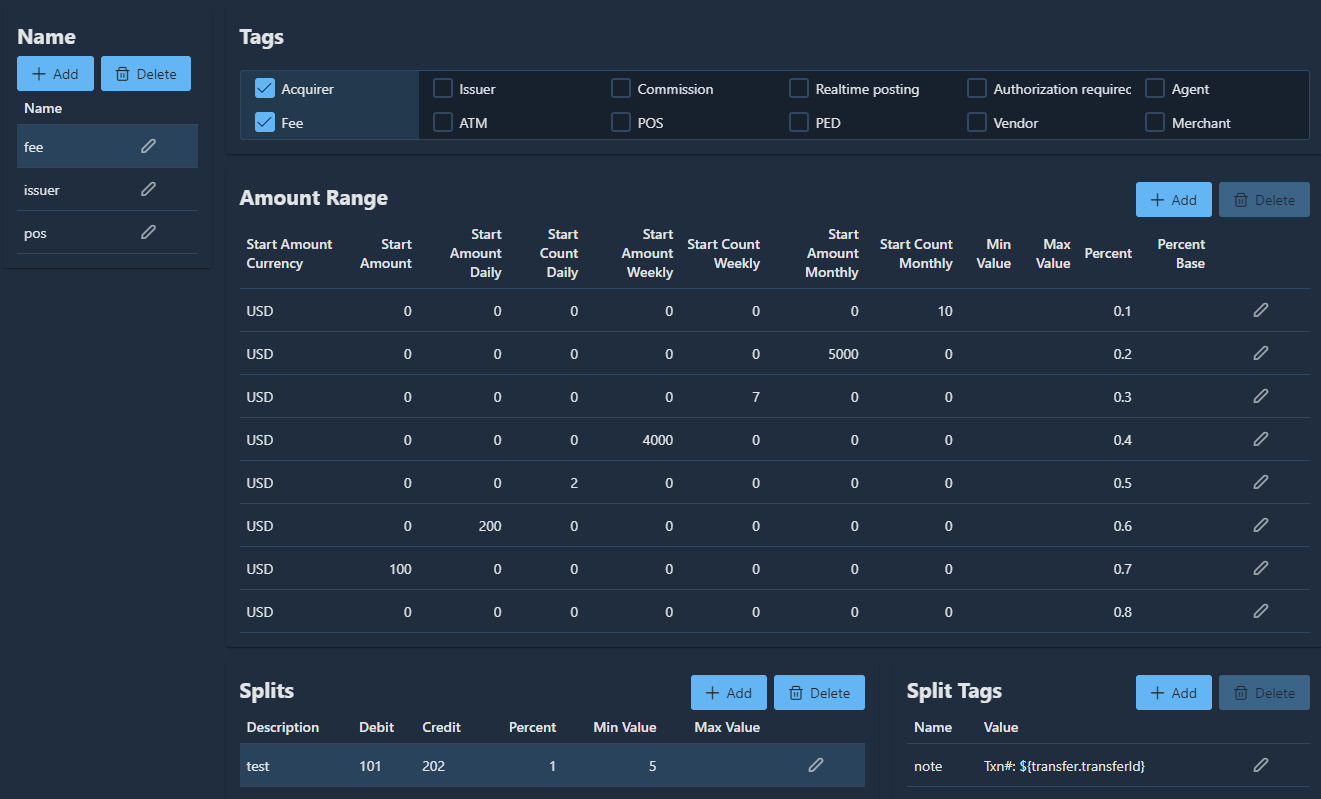 Name
Add Delete
Name
fee
issuer
pos
Tags
Acquirer Issuer Commission Realtime posting Authorization required Agent
Fee ATM POS PED Vendor Merchant
Amount Range Add Delete
Start Amount Currency Start Amount Start Amount Daily Start Count Daily Start Amount Weekly Start Count Weekly Start Amount Monthly Start Count Monthly Min Value Max Value Percent Percent Base
USD 0 0 0 0 0 0 10 0.1
USD 0 0 0 0 0 5000 0 0.2
USD 0 0 0 0 7 0 0 0.3
USD 0 0 0 4000 0 0 0 0.4
USD 0 0 2 0 0 0 0 0.5
USD 0 200 0 0 0 0 0 0.6
USD 100 0 0 0 0 0 0 0.7
USD 0 0 0 0 0 0 0 0.8
Splits Add Delete
Description Debit Credit Percent Min Value Max Value
test 101 202 1 5
Split Tags Add Delete
Name Value
note Txn#: ${transfer.transferId}